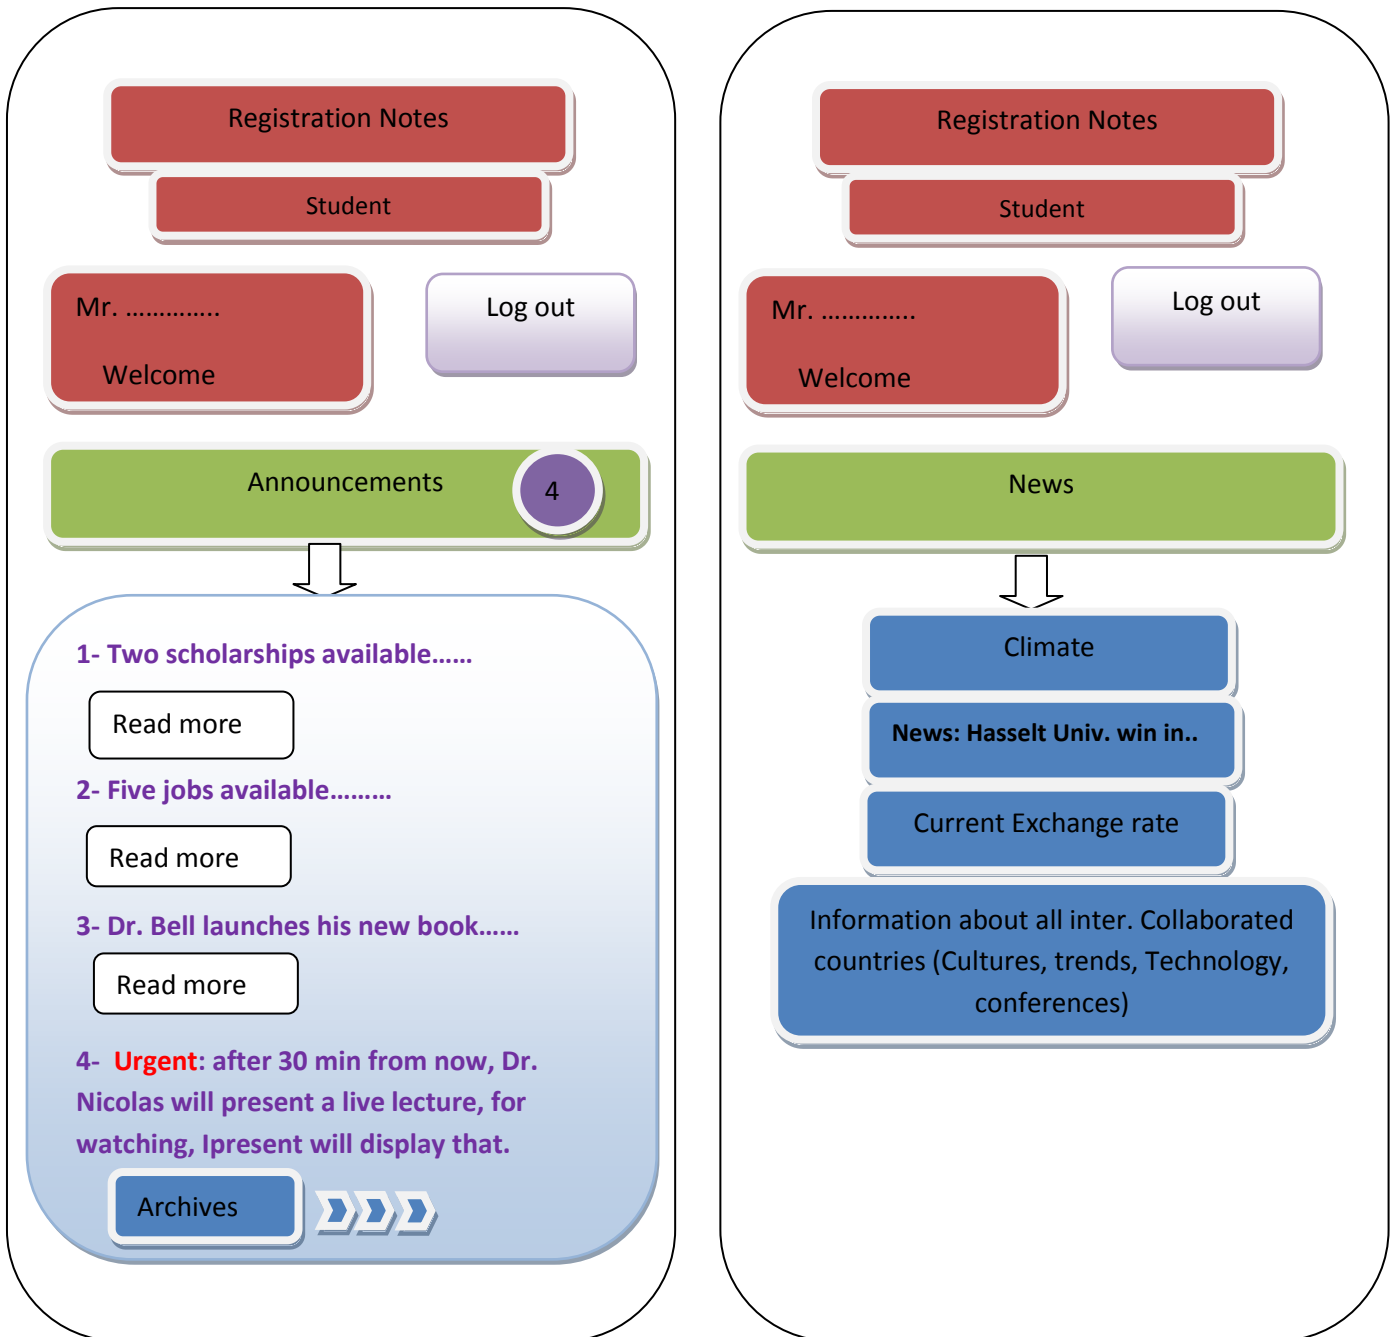 Registration Notes
Student
Mr. ..............
Welcome
Log out
Announcements
4
1- Two scholarships available......
Read more
2- Five jobs available.........
Read more
3- Dr. Bell launches his new book......
Read more
4- Urgent: after 30 min from now, Dr.
Nicolas will present a live lecture, for
watching, Ipresent will display that.
Archives
Registration Notes
Student
Mr. ..............
Welcome
Log out
News
Climate
News: Hasselt Univ. win in..
Current Exchange rate
Information about all inter. Collaborated
countries (Cultures, trends, Technology,
conferences)